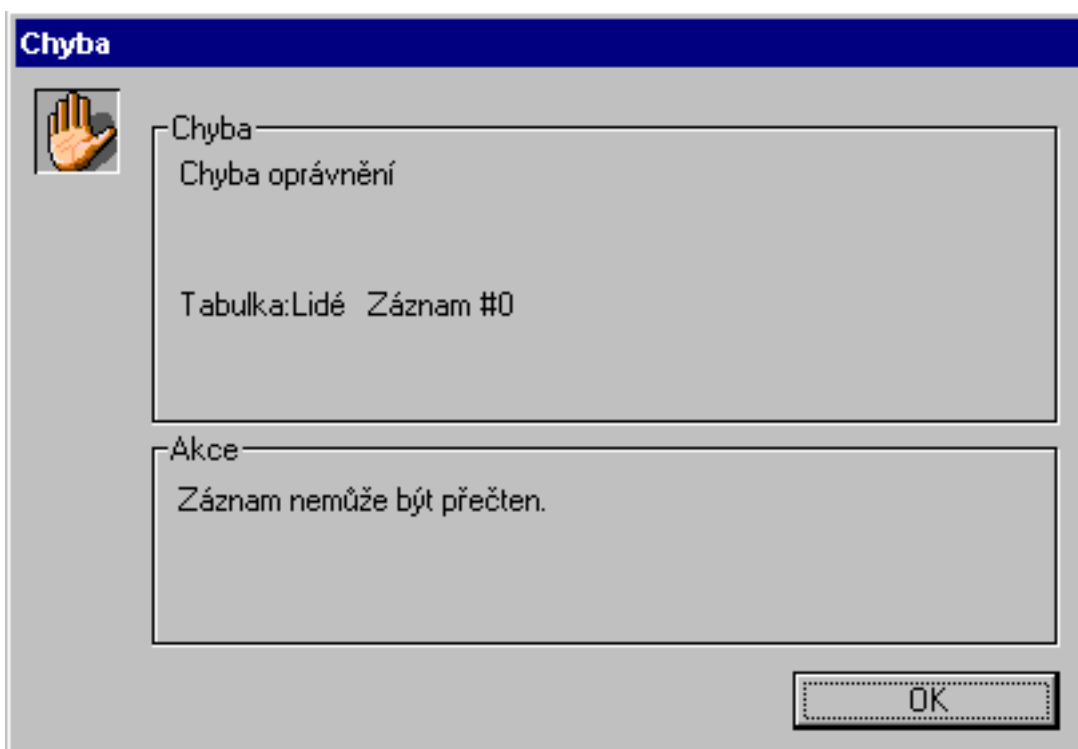 Chyba
Chyba
Chyba oprávnění
Tabulka:Lidé Záznam #0
Akce
Záznam nemůže být přečten.
OK